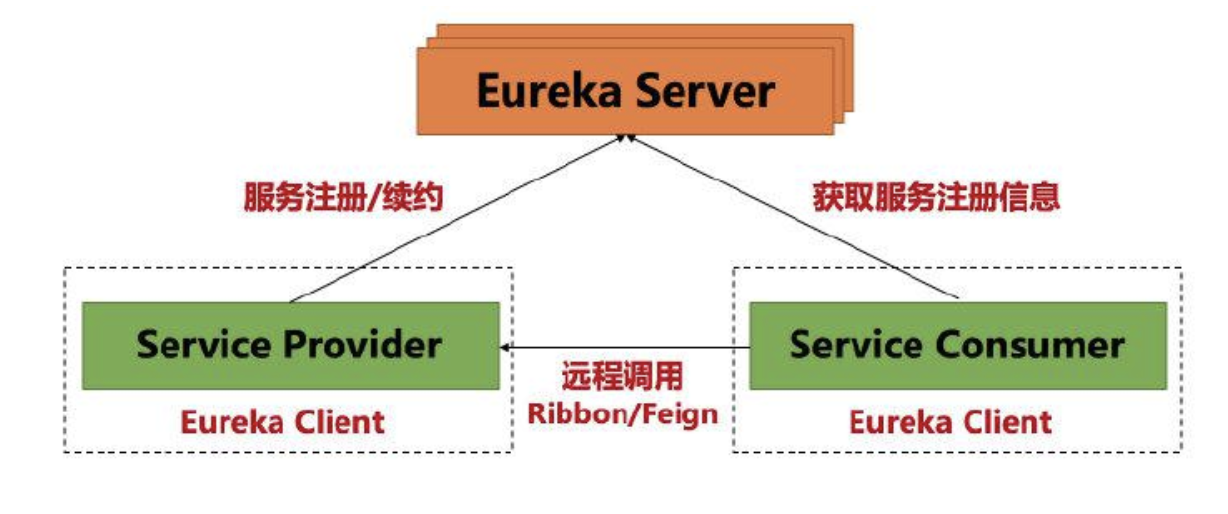 Eureka Server
服务注册/续约
获取服务注册信息
Service Provider
Service Consumer
远程调用
Ribbon/Feign
Eureka Client
Eureka Client